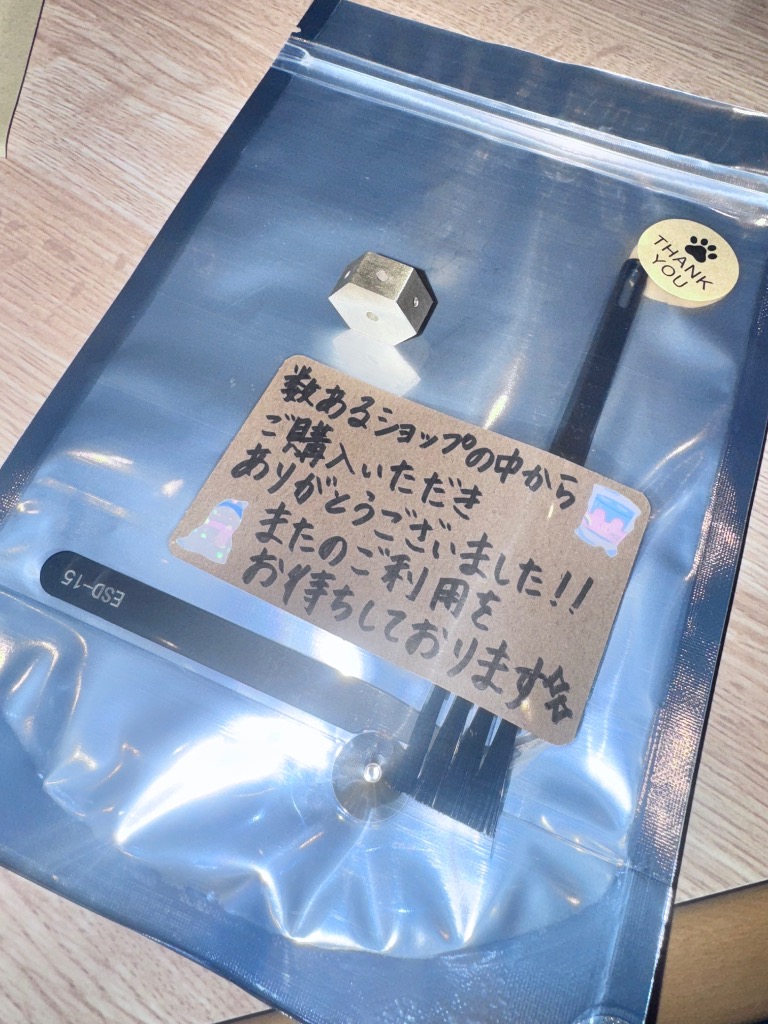 THANK
YOU
数あるショップの中から
ご購入いただき
ありがとうございました!!
またのご利用を
お待ちしております☆
ESD-15